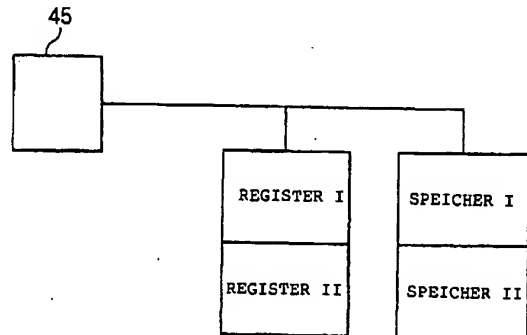 45
REGISTER I
SPEICHER I
REGISTER II
SPEICHER II